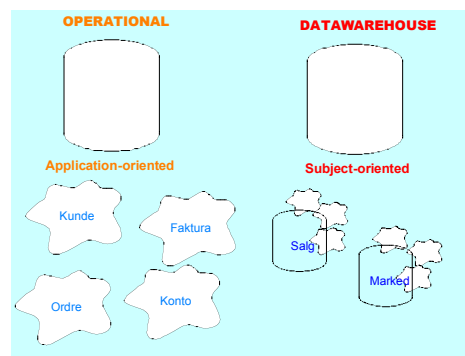 OPERATIONAL
DATAWAREHOUSE
Application-oriented
Subject-oriented
Kunde
Faktura
Salg
Marked
Ordre
Konto